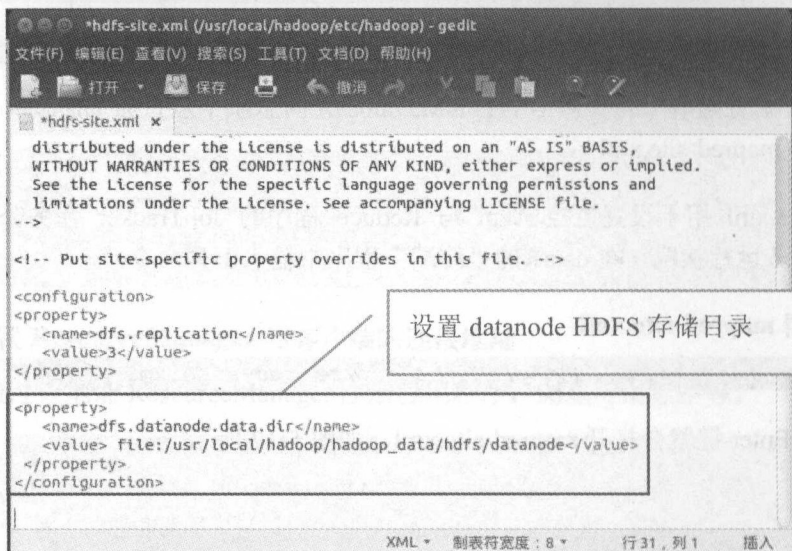 *hdfs-site.xml (/usr/local/hadoop/etc/hadoop) - gedit
文件(F) 编辑(E) 查看(V) 搜索(S) 工具(T) 文档(D) 帮助(H)
打开 保存 撤消
*hdfs-site.xml ×
distributed under the License is distributed on an "AS IS" BASIS,
WITHOUT WARRANTIES OR CONDITIONS OF ANY KIND, either express or implied.
See the License for the specific language governing permissions and
limitations under the License. See accompanying LICENSE file.
-->
<!-- Put site-specific property overrides in this file. -->
<configuration>
<property>
<name>dfs.replication</name>
<value>3</value>
</property>
设置 datanode HDFS 存储目录
<property>
<name>dfs.datanode.data.dir</name>
<value> file:/usr/local/hadoop/hadoop_data/hdfs/datanode</value>
</property>
</configuration>
XML 制表符宽度：8 行 31，列 1 插入